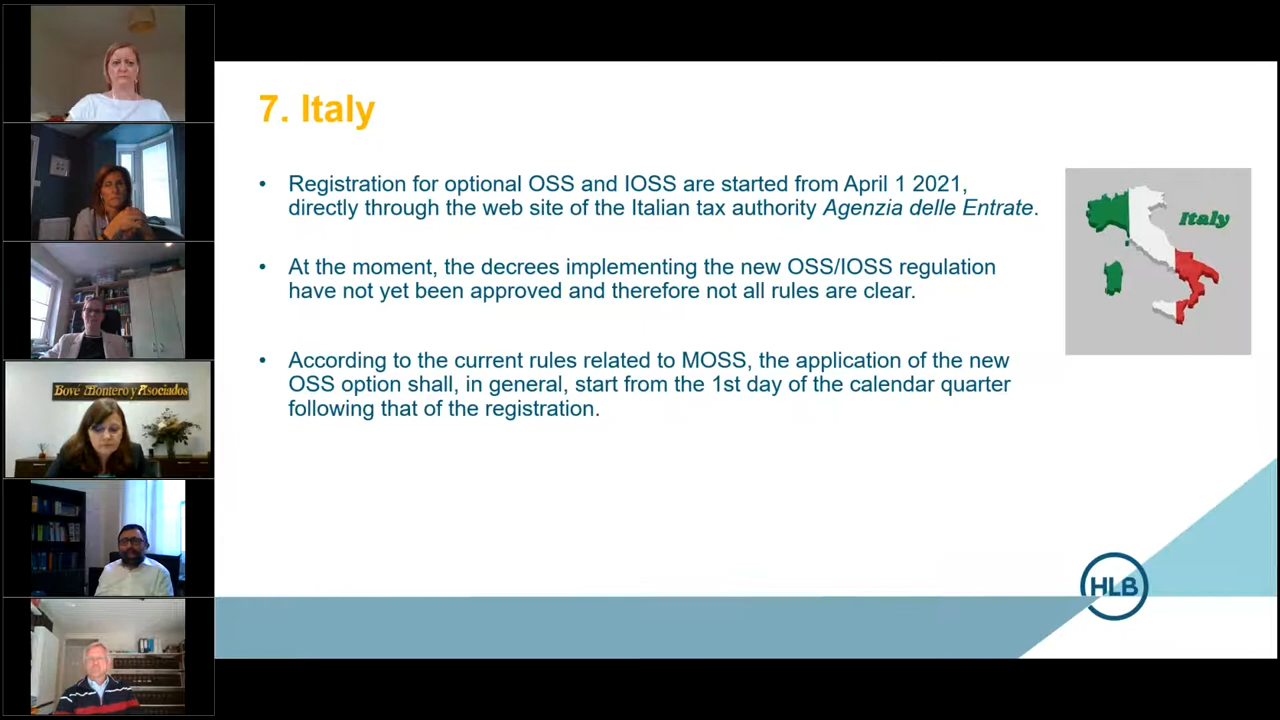 Bové Montero y Asociados
7. Italy
• Registration for optional OSS and IOSS are started from April 1 2021,
directly through the web site of the Italian tax authority Agenzia delle Entrate.
• At the moment, the decrees implementing the new OSS/IOSS regulation
have not yet been approved and therefore not all rules are clear.
• According to the current rules related to MOSS, the application of the new
OSS option shall, in general, start from the 1st day of the calendar quarter
following that of the registration.
Italy
HLB